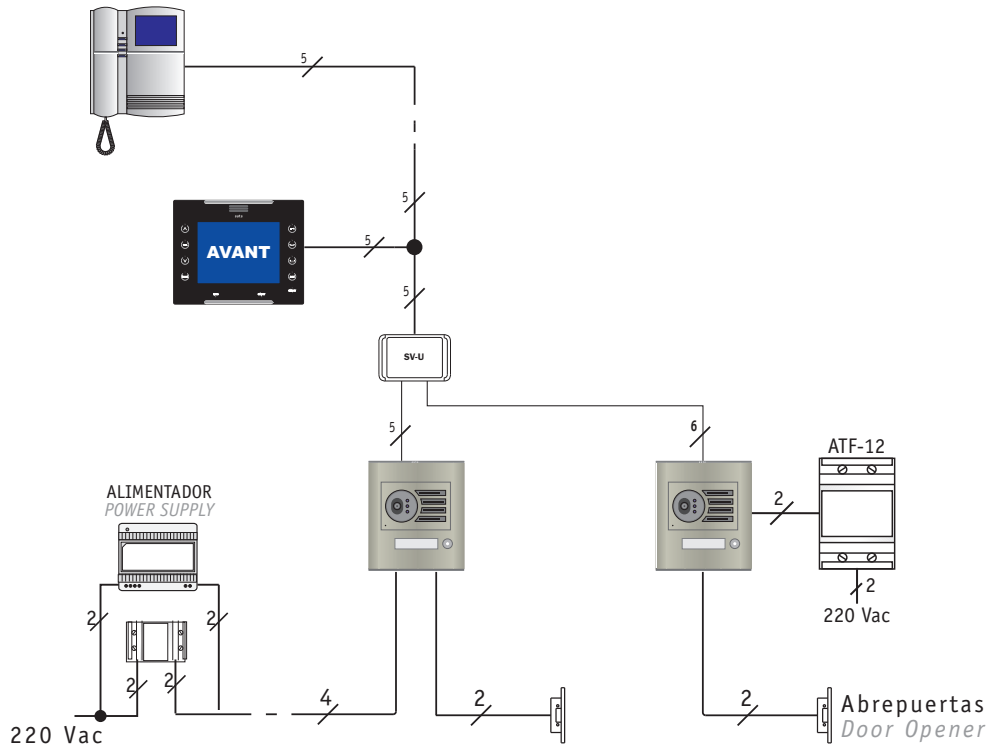 5
5
AVANT
5
5
SV-U
5
6
ATF-12
ALIMENTADOR
POWER SUPPLY
2
2
220 Vac
2
2
2
2
4
2
2
Abrepuertas
Door Opener
220 Vac